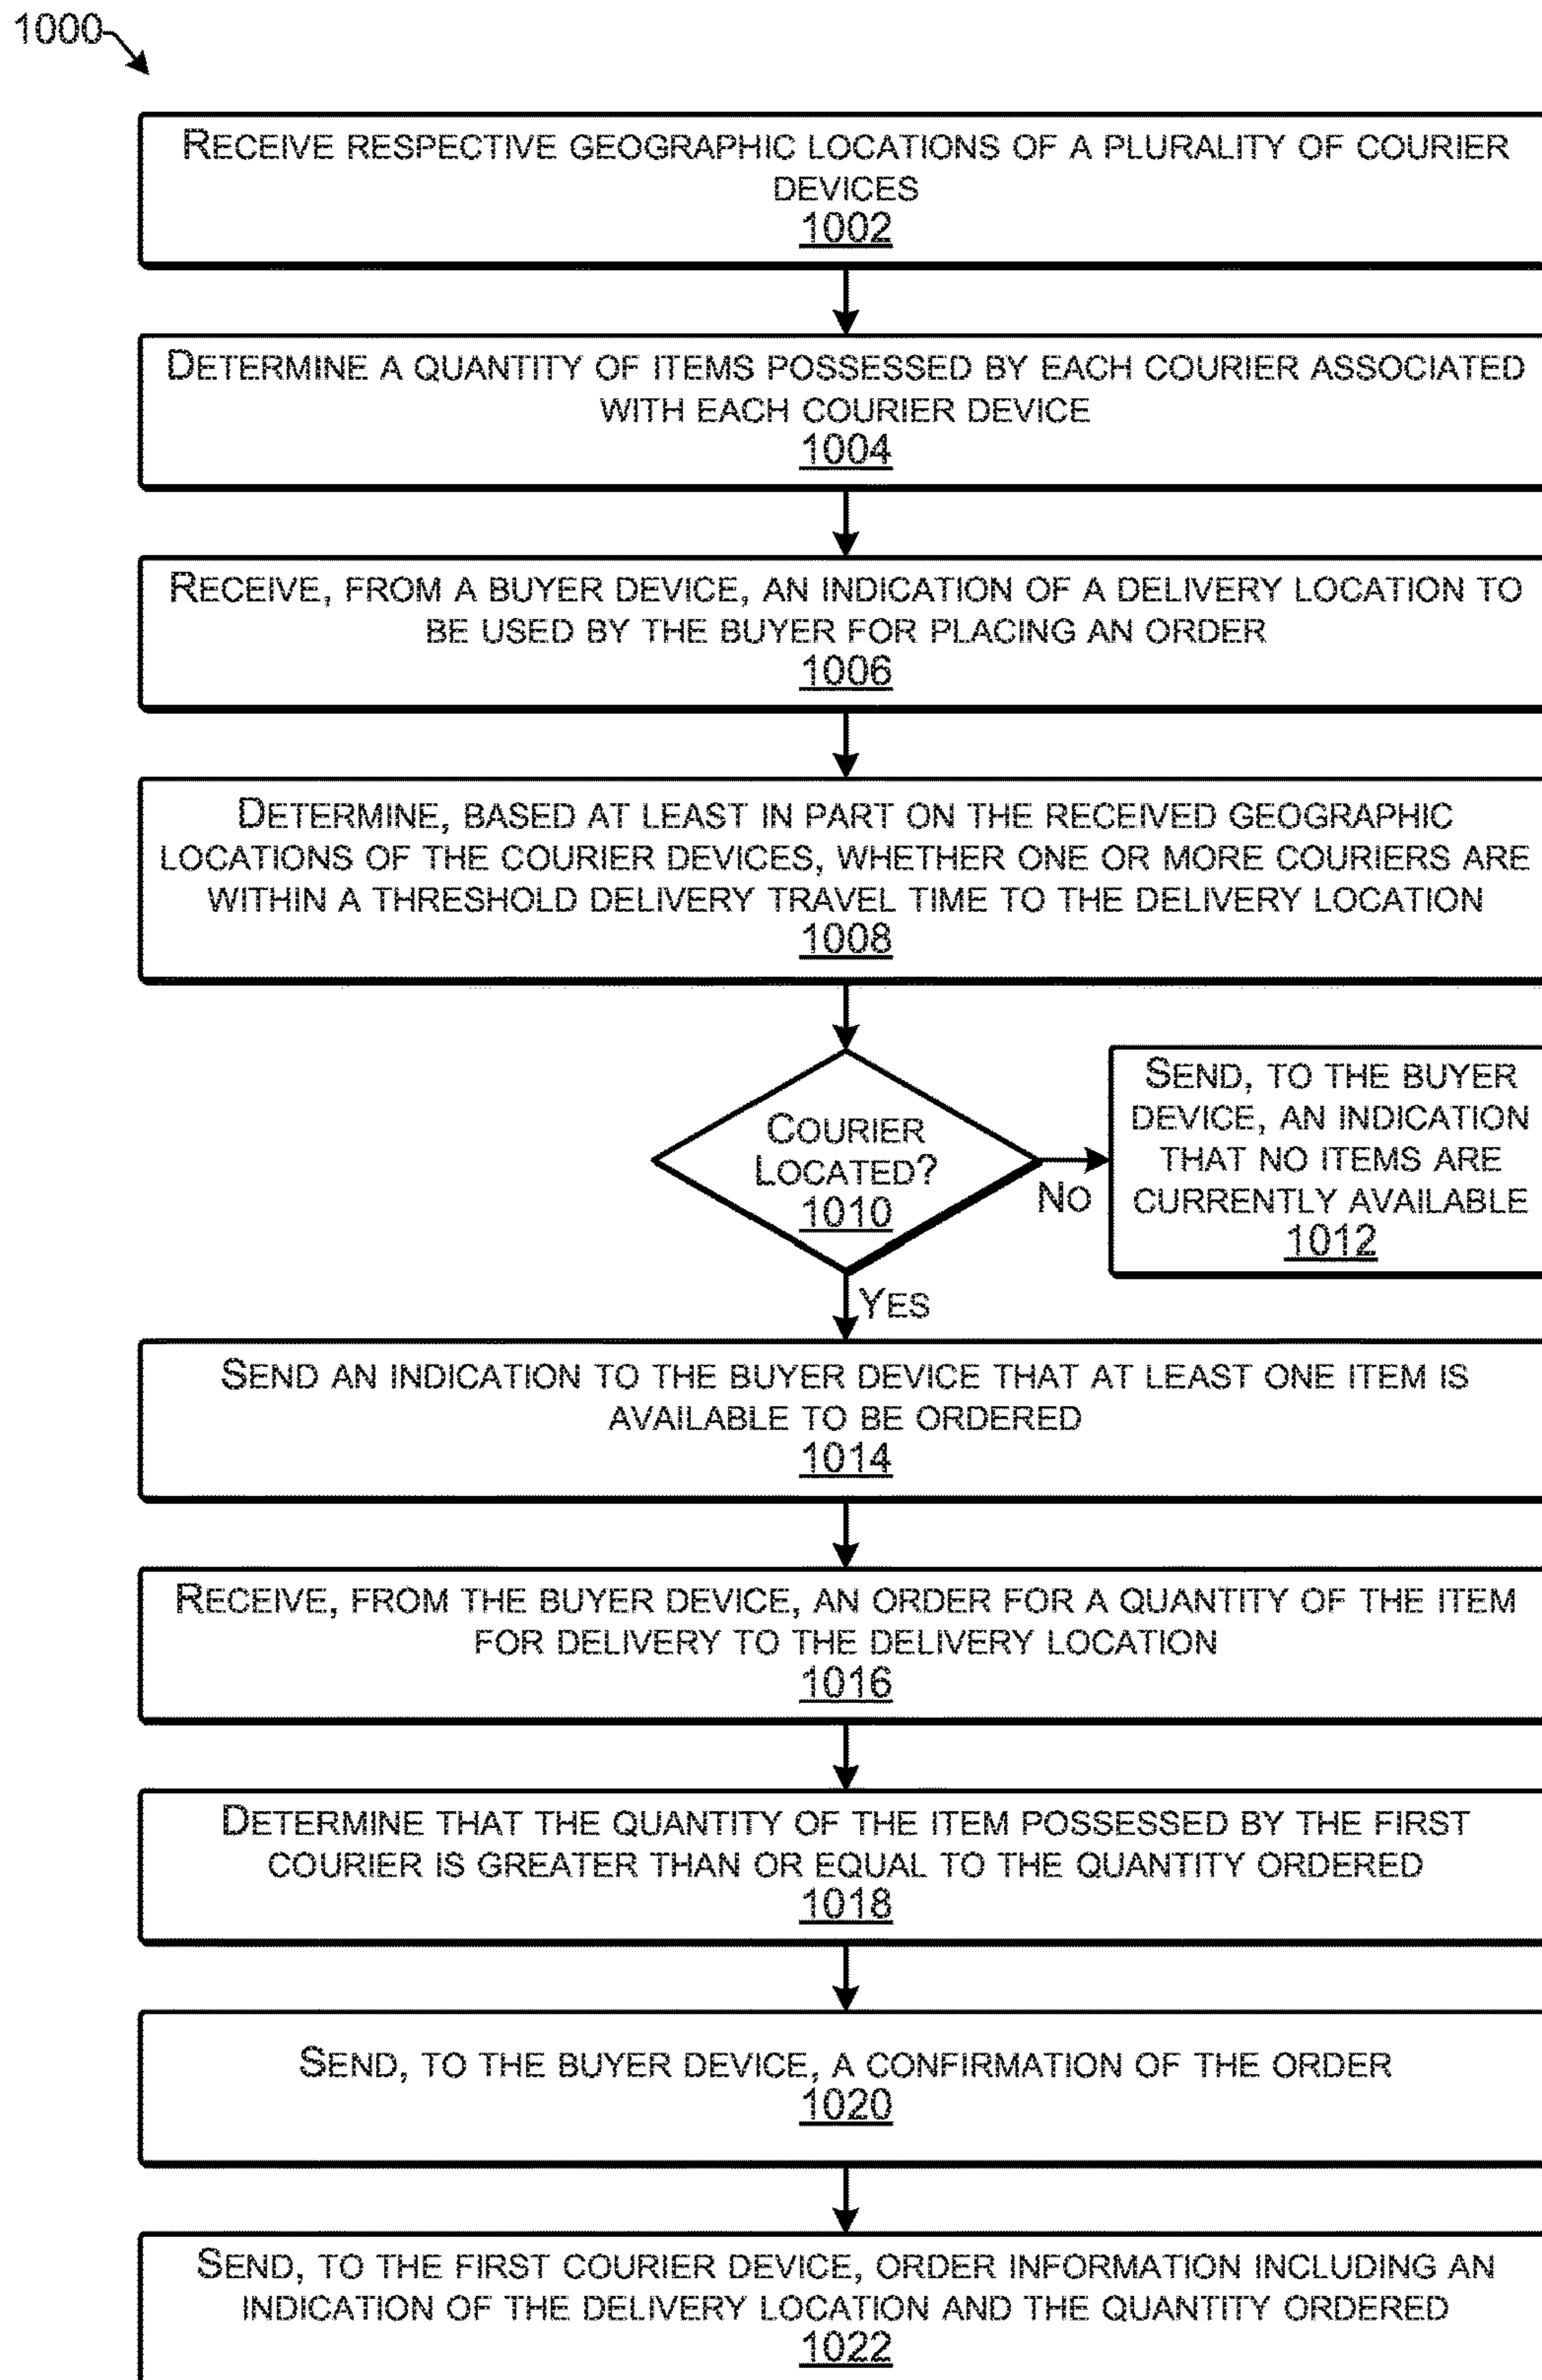 1000
RECEIVE RESPECTIVE GEOGRAPHIC LOCATIONS OF A PLURALITY OF COURIER
DEVICES
1002
DETERMINE A QUANTITY OF ITEMS POSSESSED BY EACH COURIER ASSOCIATED
WITH EACH COURIER DEVICE
1004
RECEIVE, FROM A BUYER DEVICE, AN INDICATION OF A DELIVERY LOCATION TO
BE USED BY THE BUYER FOR PLACING AN ORDER
1006
DETERMINE, BASED AT LEAST IN PART ON THE RECEIVED GEOGRAPHIC
LOCATIONS OF THE COURIER DEVICES, WHETHER ONE OR MORE COURIERS ARE
WITHIN A THRESHOLD DELIVERY TRAVEL TIME TO THE DELIVERY LOCATION
1008
COURIER
LOCATED?
1010
NO
SEND, TO THE BUYER
DEVICE, AN INDICATION
THAT NO ITEMS ARE
CURRENTLY AVAILABLE
1012
YES
SEND AN INDICATION TO THE BUYER DEVICE THAT AT LEAST ONE ITEM IS
AVAILABLE TO BE ORDERED
1014
RECEIVE, FROM THE BUYER DEVICE, AN ORDER FOR A QUANTITY OF THE ITEM
FOR DELIVERY TO THE DELIVERY LOCATION
1016
DETERMINE THAT THE QUANTITY OF THE ITEM POSSESSED BY THE FIRST
COURIER IS GREATER THAN OR EQUAL TO THE QUANTITY ORDERED
1018
SEND, TO THE BUYER DEVICE, A CONFIRMATION OF THE ORDER
1020
SEND, TO THE FIRST COURIER DEVICE, ORDER INFORMATION INCLUDING AN
INDICATION OF THE DELIVERY LOCATION AND THE QUANTITY ORDERED
1022